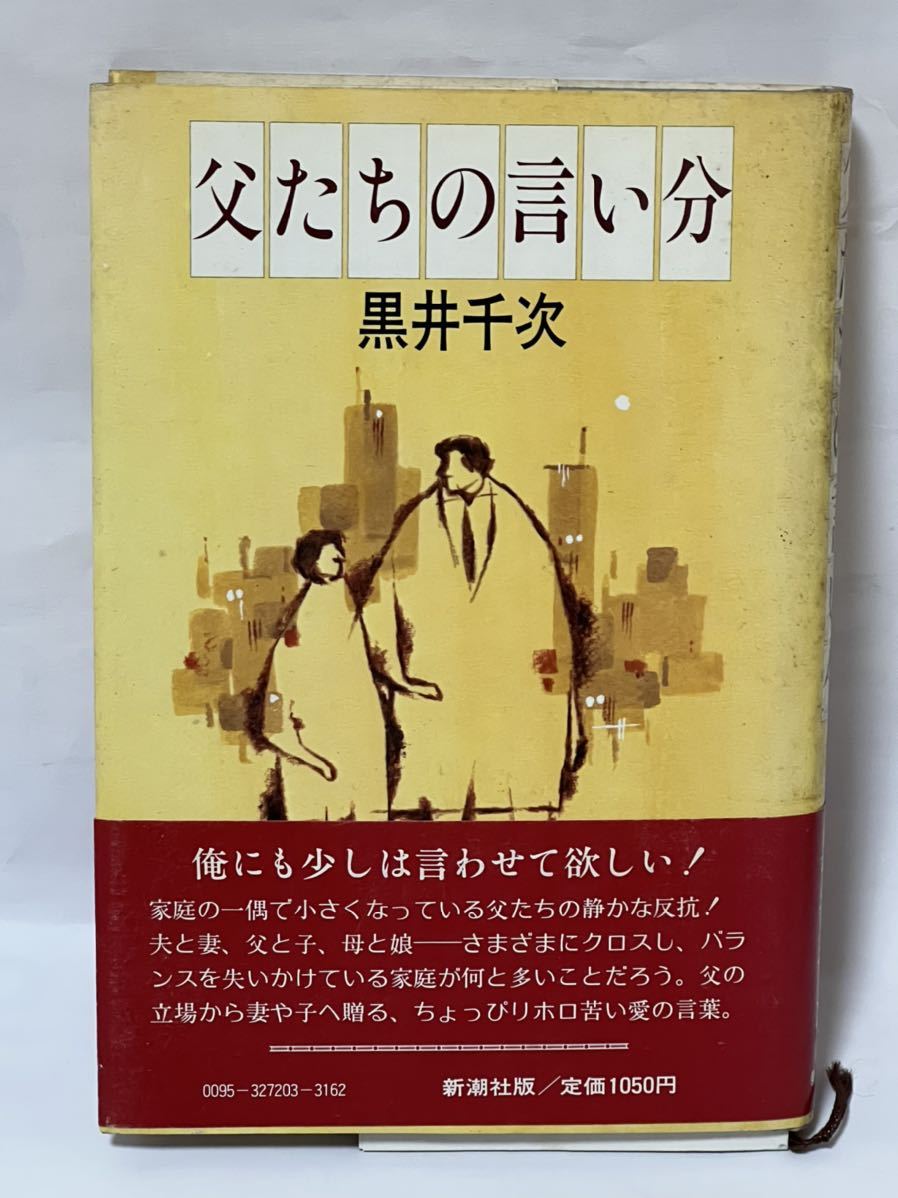 父たちの言い分
黒井千次
俺にも少しは言わせて欲しい！
家庭の一偶で小さくなっている父たちの静かな反抗！
夫と妻、父と子、母と娘——さまざまにクロスし、バラ
ンスを失いかけている家庭が何と多いことだろう。父の
立場から妻や子へ贈る、ちょっぴりホロ苦い愛の言葉。
0095-327203-3162 新潮社版／定価1050円